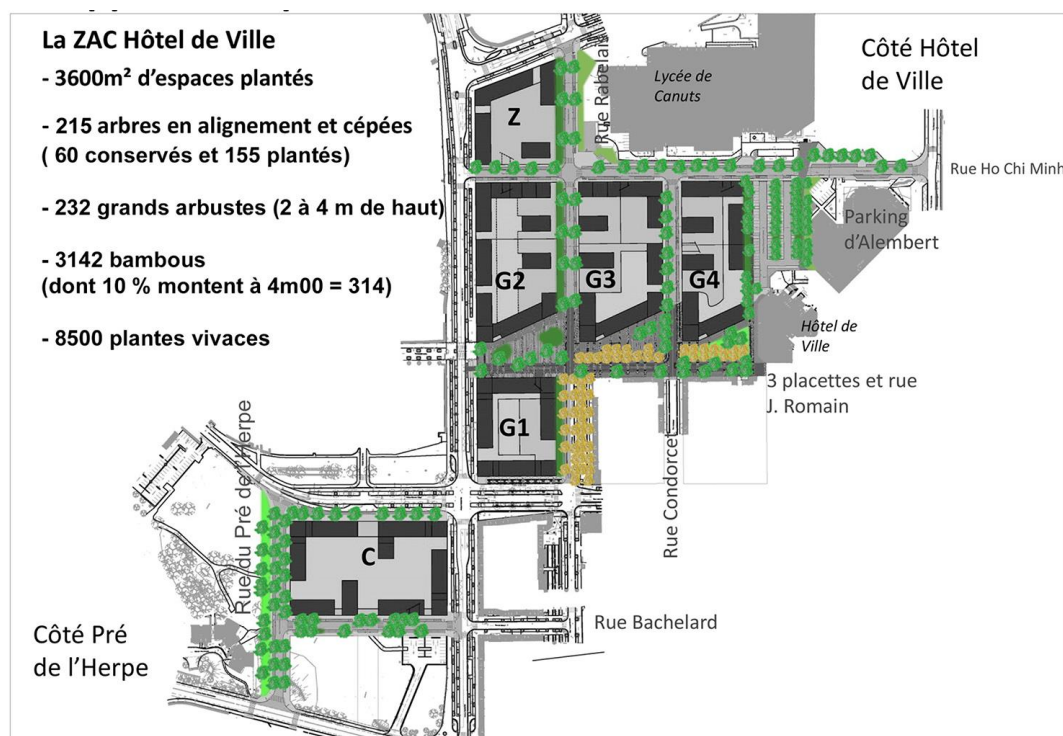 La ZAC Hôtel de Ville
- 3600m² d'espaces plantés
- 215 arbres en alignement et cépées
( 60 conservés et 155 plantés)
- 232 grands arbustes (2 à 4 m de haut)
- 3142 bambous
(dont 10 % montent à 4m00 = 314)
- 8500 plantes vivaces
Côté Hôtel
de Ville
Lycée de
Canuts
Rue Rabelais
Z
Rue Ho Chi Minh
Parking
d'Alembert
G2
G3
G4
Hôtel de
Ville
3 placettes et rue
J. Romain
G1
Rue Condorcet
Rue du Pré de l'Herpe
C
Rue Bachelard
Côté Pré
de l'Herpe